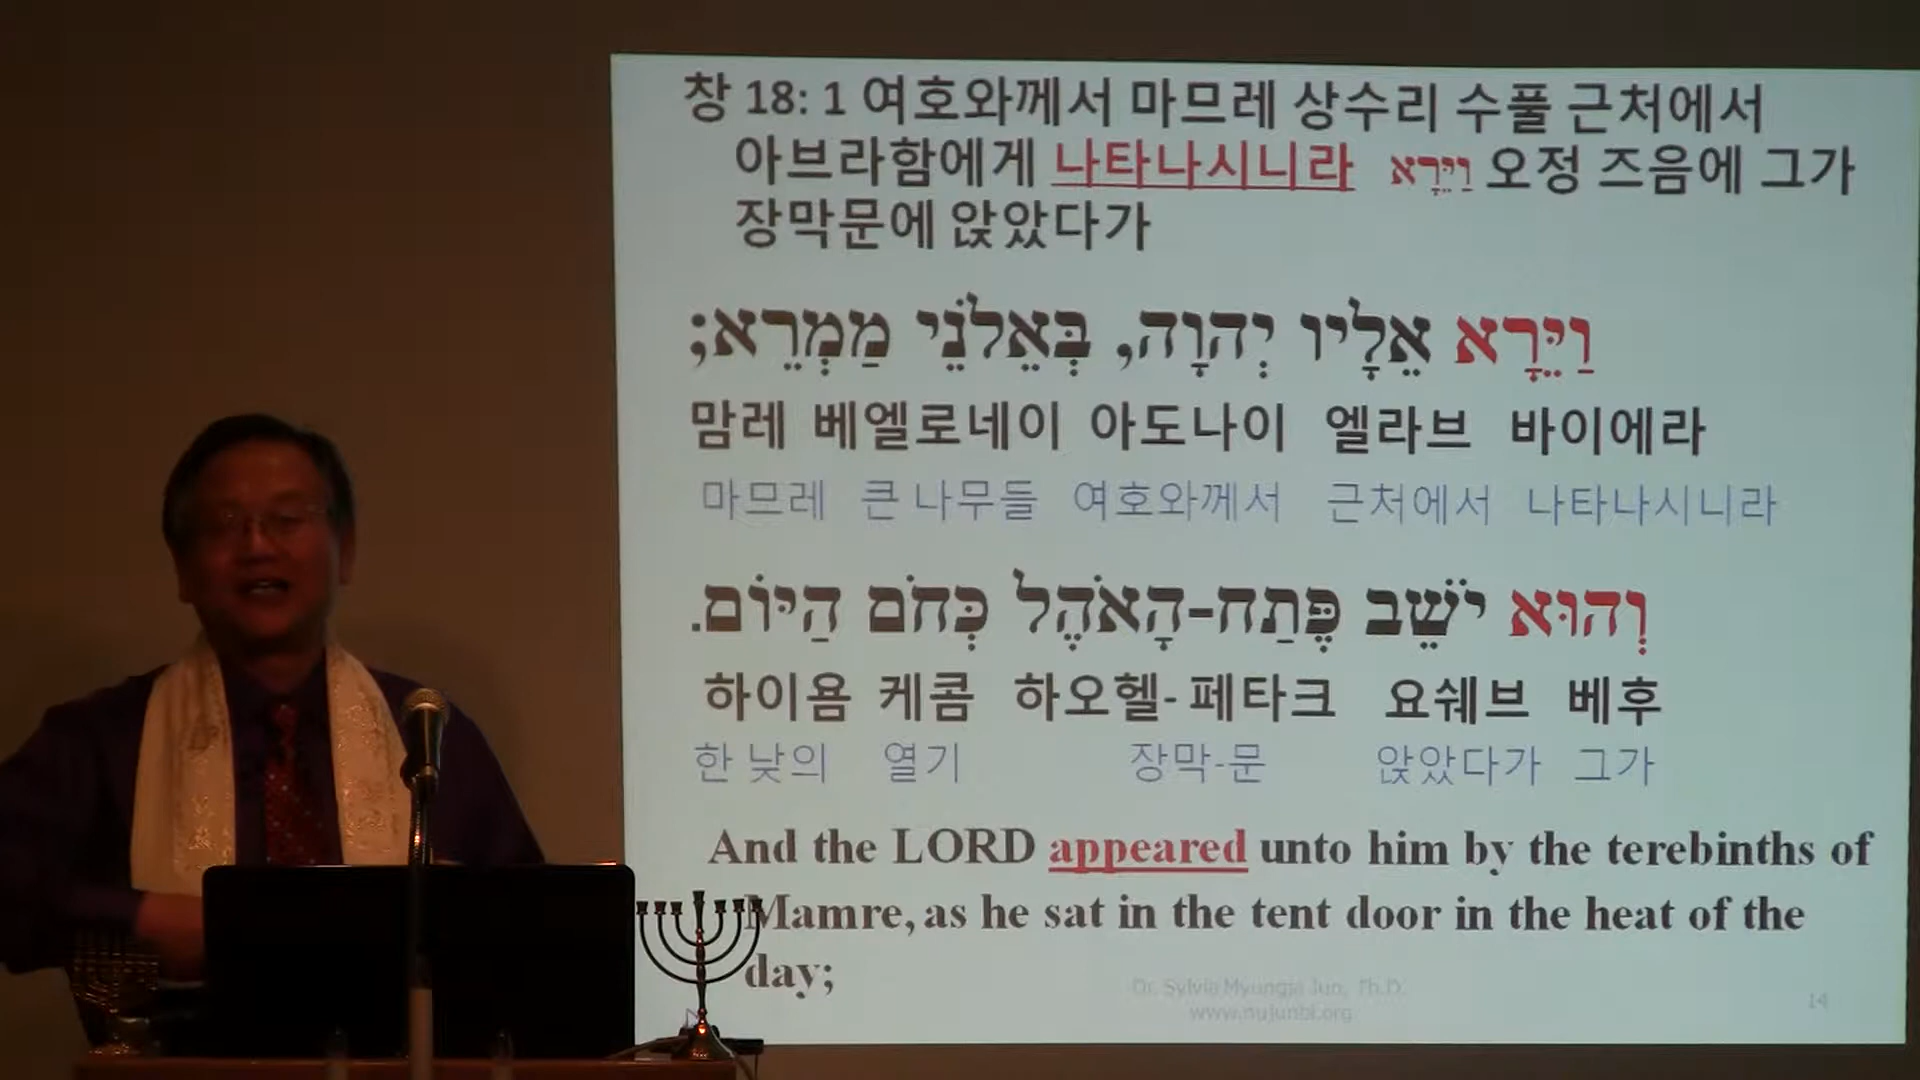 창 18: 1 여호와께서 마므레 상수리 수풀 근처에서
아브라함에게 나타나시니라 וַיֵּרָא 오정 즈음에 그가
장막문에 앉았다가
וַיֵּרָא אֵלָיו יְהוָה, בְּאֵלֹנֵי מַמְרֵא;
맘레 베엘로네이 아도나이 엘라브 바이에라
마므레 큰 나무들 여호와께서 근처에서 나타나시니라
וְהוּא יֹשֵׁב פֶּתַח-הָאֹהֶל כְּחֹם הַיּוֹם.
하이욤 케콤 하오헬- 페타크 요쉐브 베후
한 낮의 열기 장막-문 앉았다가 그가
And the LORD appeared unto him by the terebinths of
Mamre, as he sat in the tent door in the heat of the
day;
Dr. Sylvia Myungja Jun, Th.D.
www.nujunbi.org
14